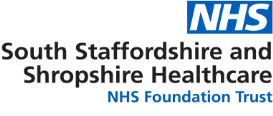 NHS
South Staffordshire and
Shropshire Healthcare
NHS Foundation Trust